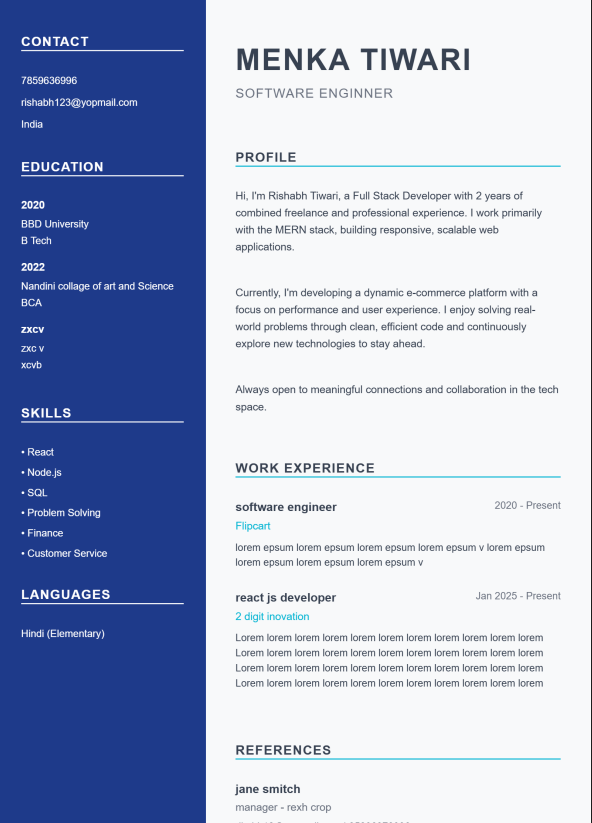 CONTACT
7859636996
rishabh123@yopmail.com
India
EDUCATION
2020
BBD University
B Tech
2022
Nandini collage of art and Science
BCA
zxcv
zxc v
xcvb
SKILLS
• React
• Node.js
• SQL
• Problem Solving
• Finance
• Customer Service
LANGUAGES
Hindi (Elementary)
MENKA TIWARI
SOFTWARE ENGINNER
PROFILE
Hi, I'm Rishabh Tiwari, a Full Stack Developer with 2 years of
combined freelance and professional experience. I work primarily
with the MERN stack, building responsive, scalable web
applications.
Currently, I'm developing a dynamic e-commerce platform with a
focus on performance and user experience. I enjoy solving real-
world problems through clean, efficient code and continuously
explore new technologies to stay ahead.
Always open to meaningful connections and collaboration in the tech
space.
WORK EXPERIENCE
software engineer 2020 - Present
Flipcart
lorem epsum lorem epsum lorem epsum lorem epsum v lorem epsum
lorem epsum lorem epsum lorem epsum v
react js developer Jan 2025 - Present
2 digit inovation
Lorem lorem lorem lorem lorem lorem lorem lorem lorem lorem
Lorem lorem lorem lorem lorem lorem lorem lorem lorem lorem
Lorem lorem lorem lorem lorem lorem lorem lorem lorem lorem
Lorem lorem lorem lorem lorem lorem lorem lorem lorem lorem
REFERENCES
jane smitch
manager - rexh crop